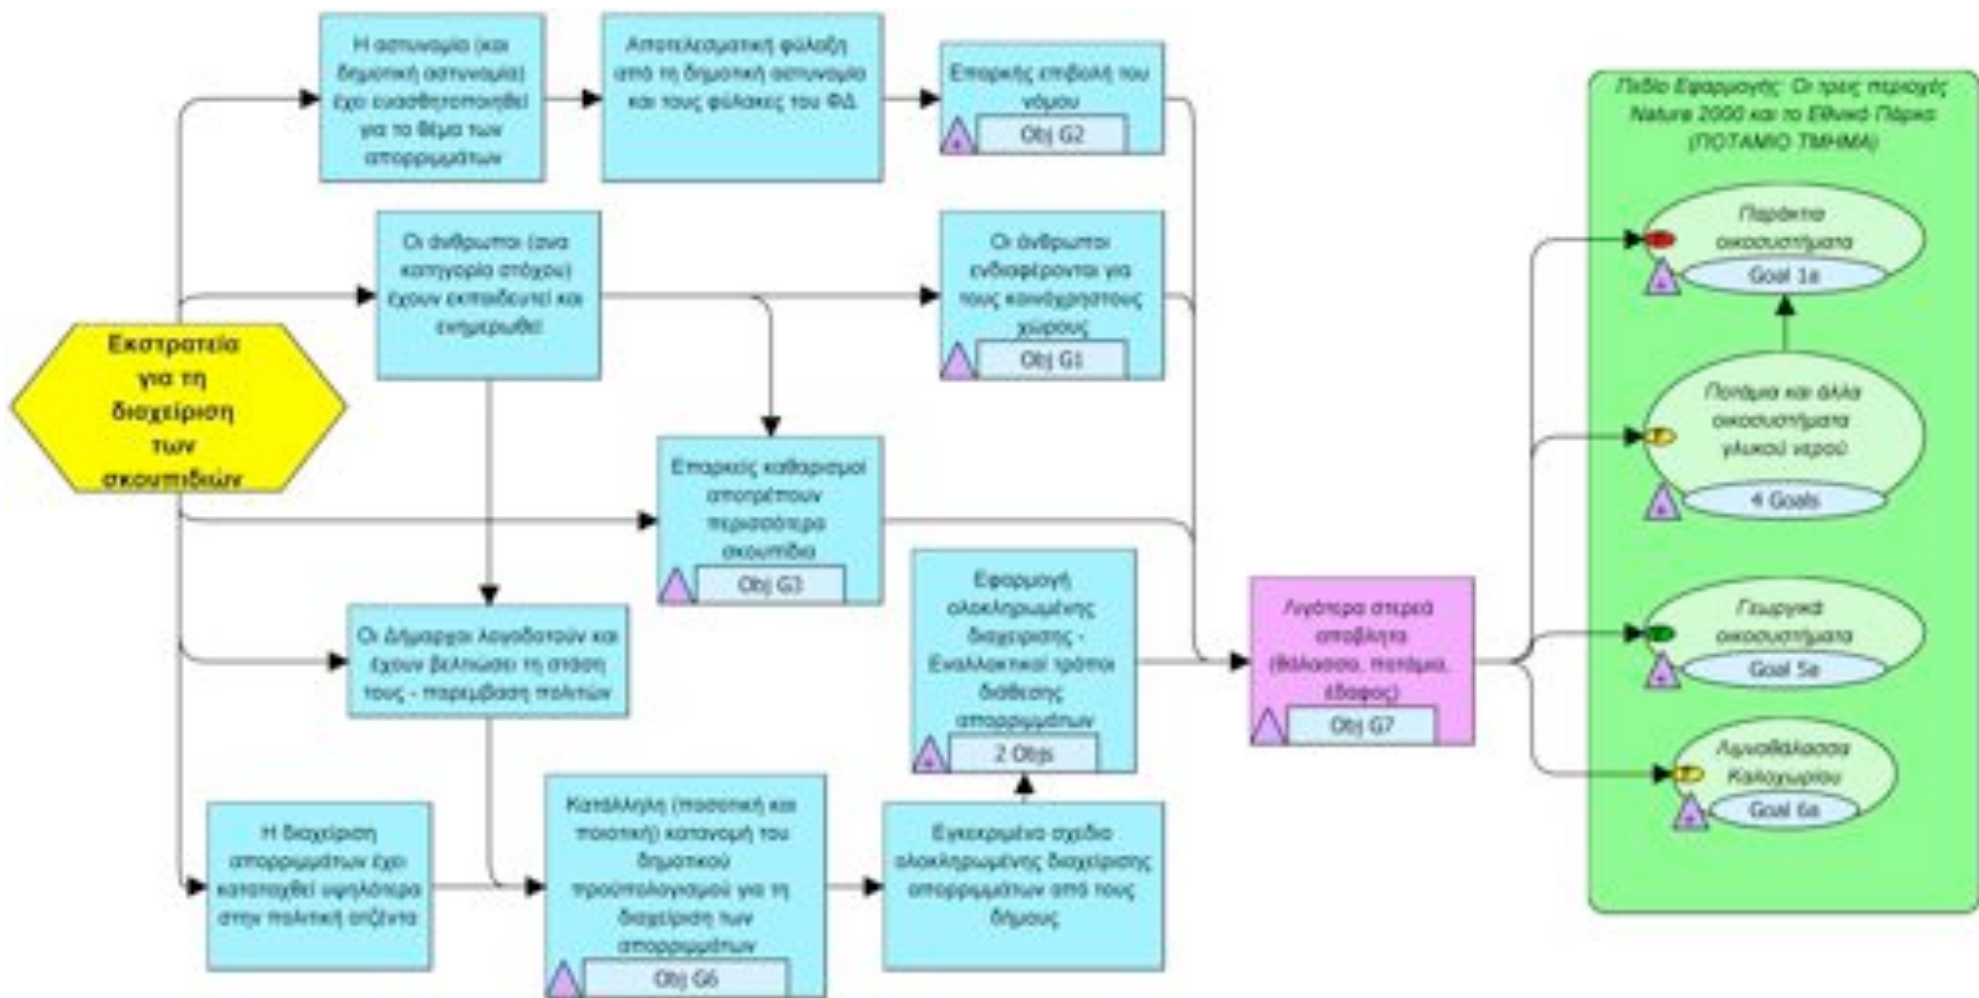 Η αστυνομία (και
δημοτική αστυνομία)
έχει ευασθητοποιηθεί
για το θέμα των
απορριμμάτων
Αποτελεσματική φύλαξη
από τη δημοτική αστυνομία
και τους φύλακες του ΦΔ
Επαρκής επιβολή του
νόμου
Obj G2
Πεδίο Εφαρμογής: Οι τρεις περιοχές
Natura 2000 και το Εθνικό Πάρκο
(ΠΟΤΑΜΙΟ ΤΜΗΜΑ)
Οι άνθρωποι (ανα
κατηγορία στόχου)
έχουν εκπαιδευτεί και
ενημερωθεί
Οι άνθρωποι
ενδιαφέρονται για
τους κοινόχρηστους
χώρους
Obj G1
Παράκτια
οικοσυστήματα
Goal 1a
Εκστρατεία
για τη
διαχείριση
των
σκουπιδιών
Ποτάμια και άλλα
οικοσυστήματα
γλυκού νερού
4 Goals
Επαρκείς καθαρισμοί
αποτρέπουν
περισσότερα
σκουπίδια
Obj G3
Εφαρμογή
ολοκληρωμένης
διαχείρισης -
Εναλλακτικοί τρόποι
διάθεσης
απορριμμάτων
2 Objs
Λιγότερα στερεά
απόβλητα
(θάλασσα, ποτάμια,
έδαφος)
Obj G7
Γεωργικά
οικοσυστήματα
Goal 5a
Οι Δήμαρχοι λογοδοτούν και
έχουν βελτιώσει τη στάση
τους - παρεμβαση πολιτών
Λιμνοθάλασσα
Καλοχωρίου
Goal 6a
Η διαχείριση
απορριμμάτων έχει
καταταχθεί υψηλότερα
στην πολιτική ατζέντα
Κατάλληλη (ποσοτική και
ποιοτική) κατανομή του
δημοτικού
προϋπολογισμού για τη
διαχείριση των
απορριμμάτων
Obj G6
Εγκεκριμένο σχεδιο
ολοκληρωμένης διαχείρισης
απορριμμάτων από τους
δήμους